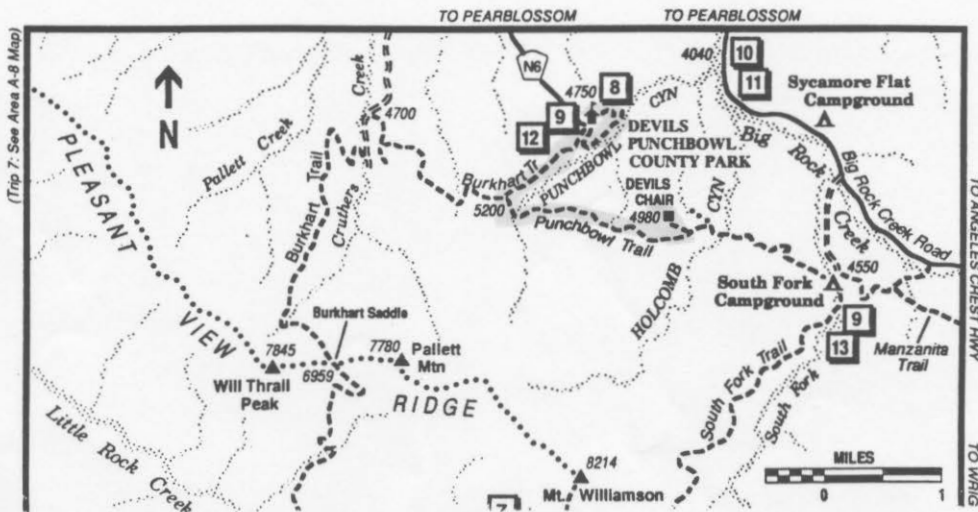 TO PEARBLOSSOM
TO PEARBLOSSOM
(Trip 7: See Area A-8 Map)
N
N6
4750
8
9
12
4040
10
11
Sycamore Flat
Campground
CYN
PUNCHBOWL
DEVILS
PUNCHBOWL
COUNTY PARK
Big
Rock
Creek
Big Rock Creek Road
Pallett Creek
Creek
Cruthers
4700
Burkhart
Trail
Burkhart Tr.
5200
Punchbowl Trail
DEVILS
CHAIR
4980
CYN
HOLCOMB
4550
South Fork
Campground
9
13
Manzanita
Trail
South Fork Trail
South Fork
PLEASANT
VIEW
RIDGE
Burkhart Saddle
7845
6959
7780
Pallett
Mtn
Will Thrall
Peak
Little Rock
Creek
8214
Mt. Williamson
7
MILES
0
1
TO ANGELES CREST HWY
TO WRIG